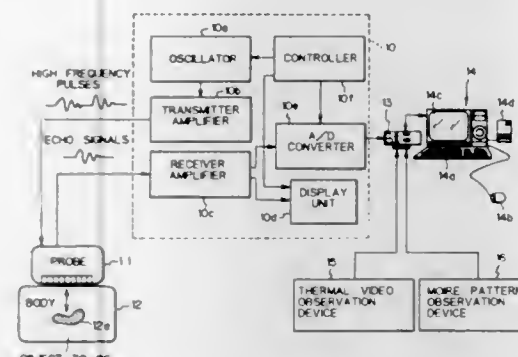 10a
OSCILLATOR
CONTROLLER
10
HIGH FREQUENCY
PULSES
10b
10f
TRANSMITTER
AMPLIFIER
10e
13
14c
14
14d
ECHO SIGNALS
A/D
CONVERTER
RECEIVER
AMPLIFIER
14a
10c
DISPLAY
UNIT
10d
14b
PROBE
11
15
16
BODY
12
THERMAL VIDEO
OBSERVATION
DEVICE
MOIRE PATTERN
OBSERVATION
DEVICE
12a